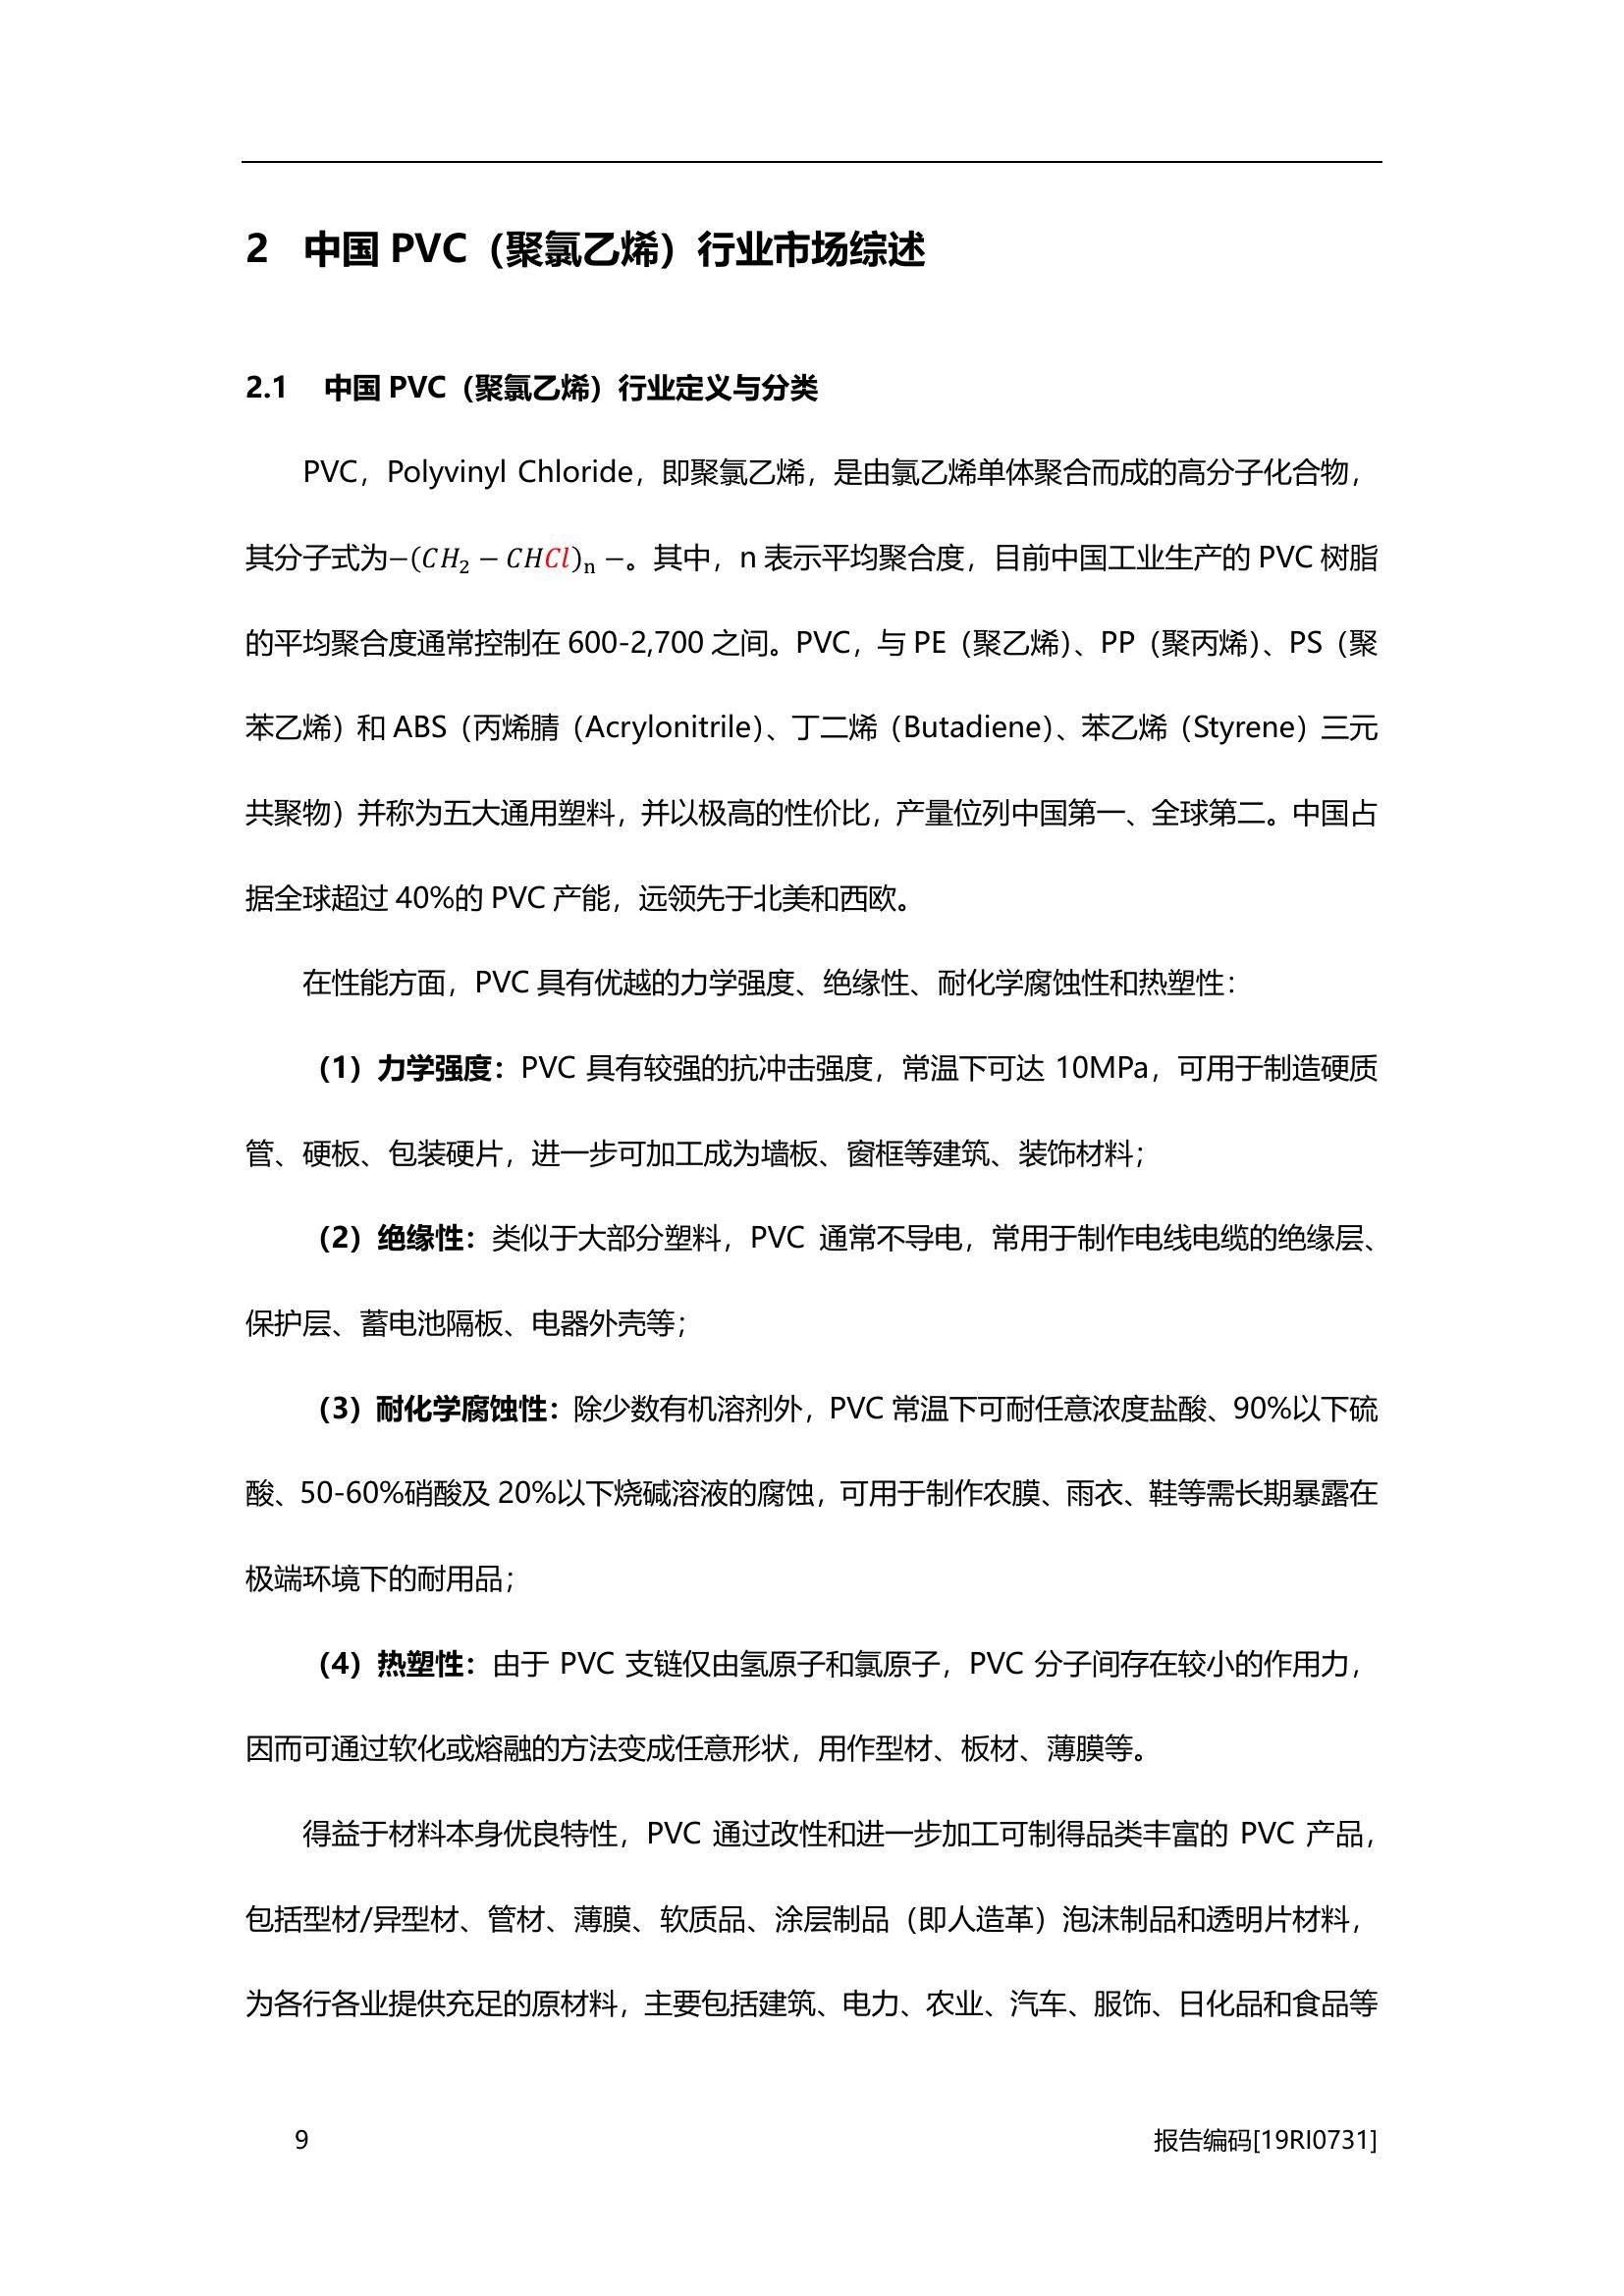 2 中国 PVC（聚氯乙烯）行业市场综述
2.1 中国 PVC（聚氯乙烯）行业定义与分类
PVC，Polyvinyl Chloride，即聚氯乙烯，是由氯乙烯单体聚合而成的高分子化合物，
其分子式为−(CH₂ − CHCl)ₙ −。其中，n 表示平均聚合度，目前中国工业生产的 PVC 树脂
的平均聚合度通常控制在 600-2,700 之间。PVC，与 PE（聚乙烯）、PP（聚丙烯）、PS（聚
苯乙烯）和 ABS（丙烯腈（Acrylonitrile）、丁二烯（Butadiene）、苯乙烯（Styrene）三元
共聚物）并称为五大通用塑料，并以极高的性价比，产量位列中国第一、全球第二。中国占
据全球超过 40%的 PVC 产能，远领先于北美和西欧。
在性能方面，PVC 具有优越的力学强度、绝缘性、耐化学腐蚀性和热塑性：
（1）力学强度：PVC 具有较强的抗冲击强度，常温下可达 10MPa，可用于制造硬质
管、硬板、包装硬片，进一步可加工成为墙板、窗框等建筑、装饰材料；
（2）绝缘性：类似于大部分塑料，PVC 通常不导电，常用于制作电线电缆的绝缘层、
保护层、蓄电池隔板、电器外壳等；
（3）耐化学腐蚀性：除少数有机溶剂外，PVC 常温下可耐任意浓度盐酸、90%以下硫
酸、50-60%硝酸及 20%以下烧碱溶液的腐蚀，可用于制作农膜、雨衣、鞋等需长期暴露在
极端环境下的耐用品；
（4）热塑性：由于 PVC 支链仅由氢原子和氯原子，PVC 分子间存在较小的作用力，
因而可通过软化或熔融的方法变成任意形状，用作型材、板材、薄膜等。
得益于材料本身优良特性，PVC 通过改性和进一步加工可制得品类丰富的 PVC 产品，
包括型材/异型材、管材、薄膜、软质品、涂层制品（即人造革）泡沫制品和透明片材料，
为各行各业提供充足的原材料，主要包括建筑、电力、农业、汽车、服饰、日化品和食品等
9 报告编码[19RI0731]